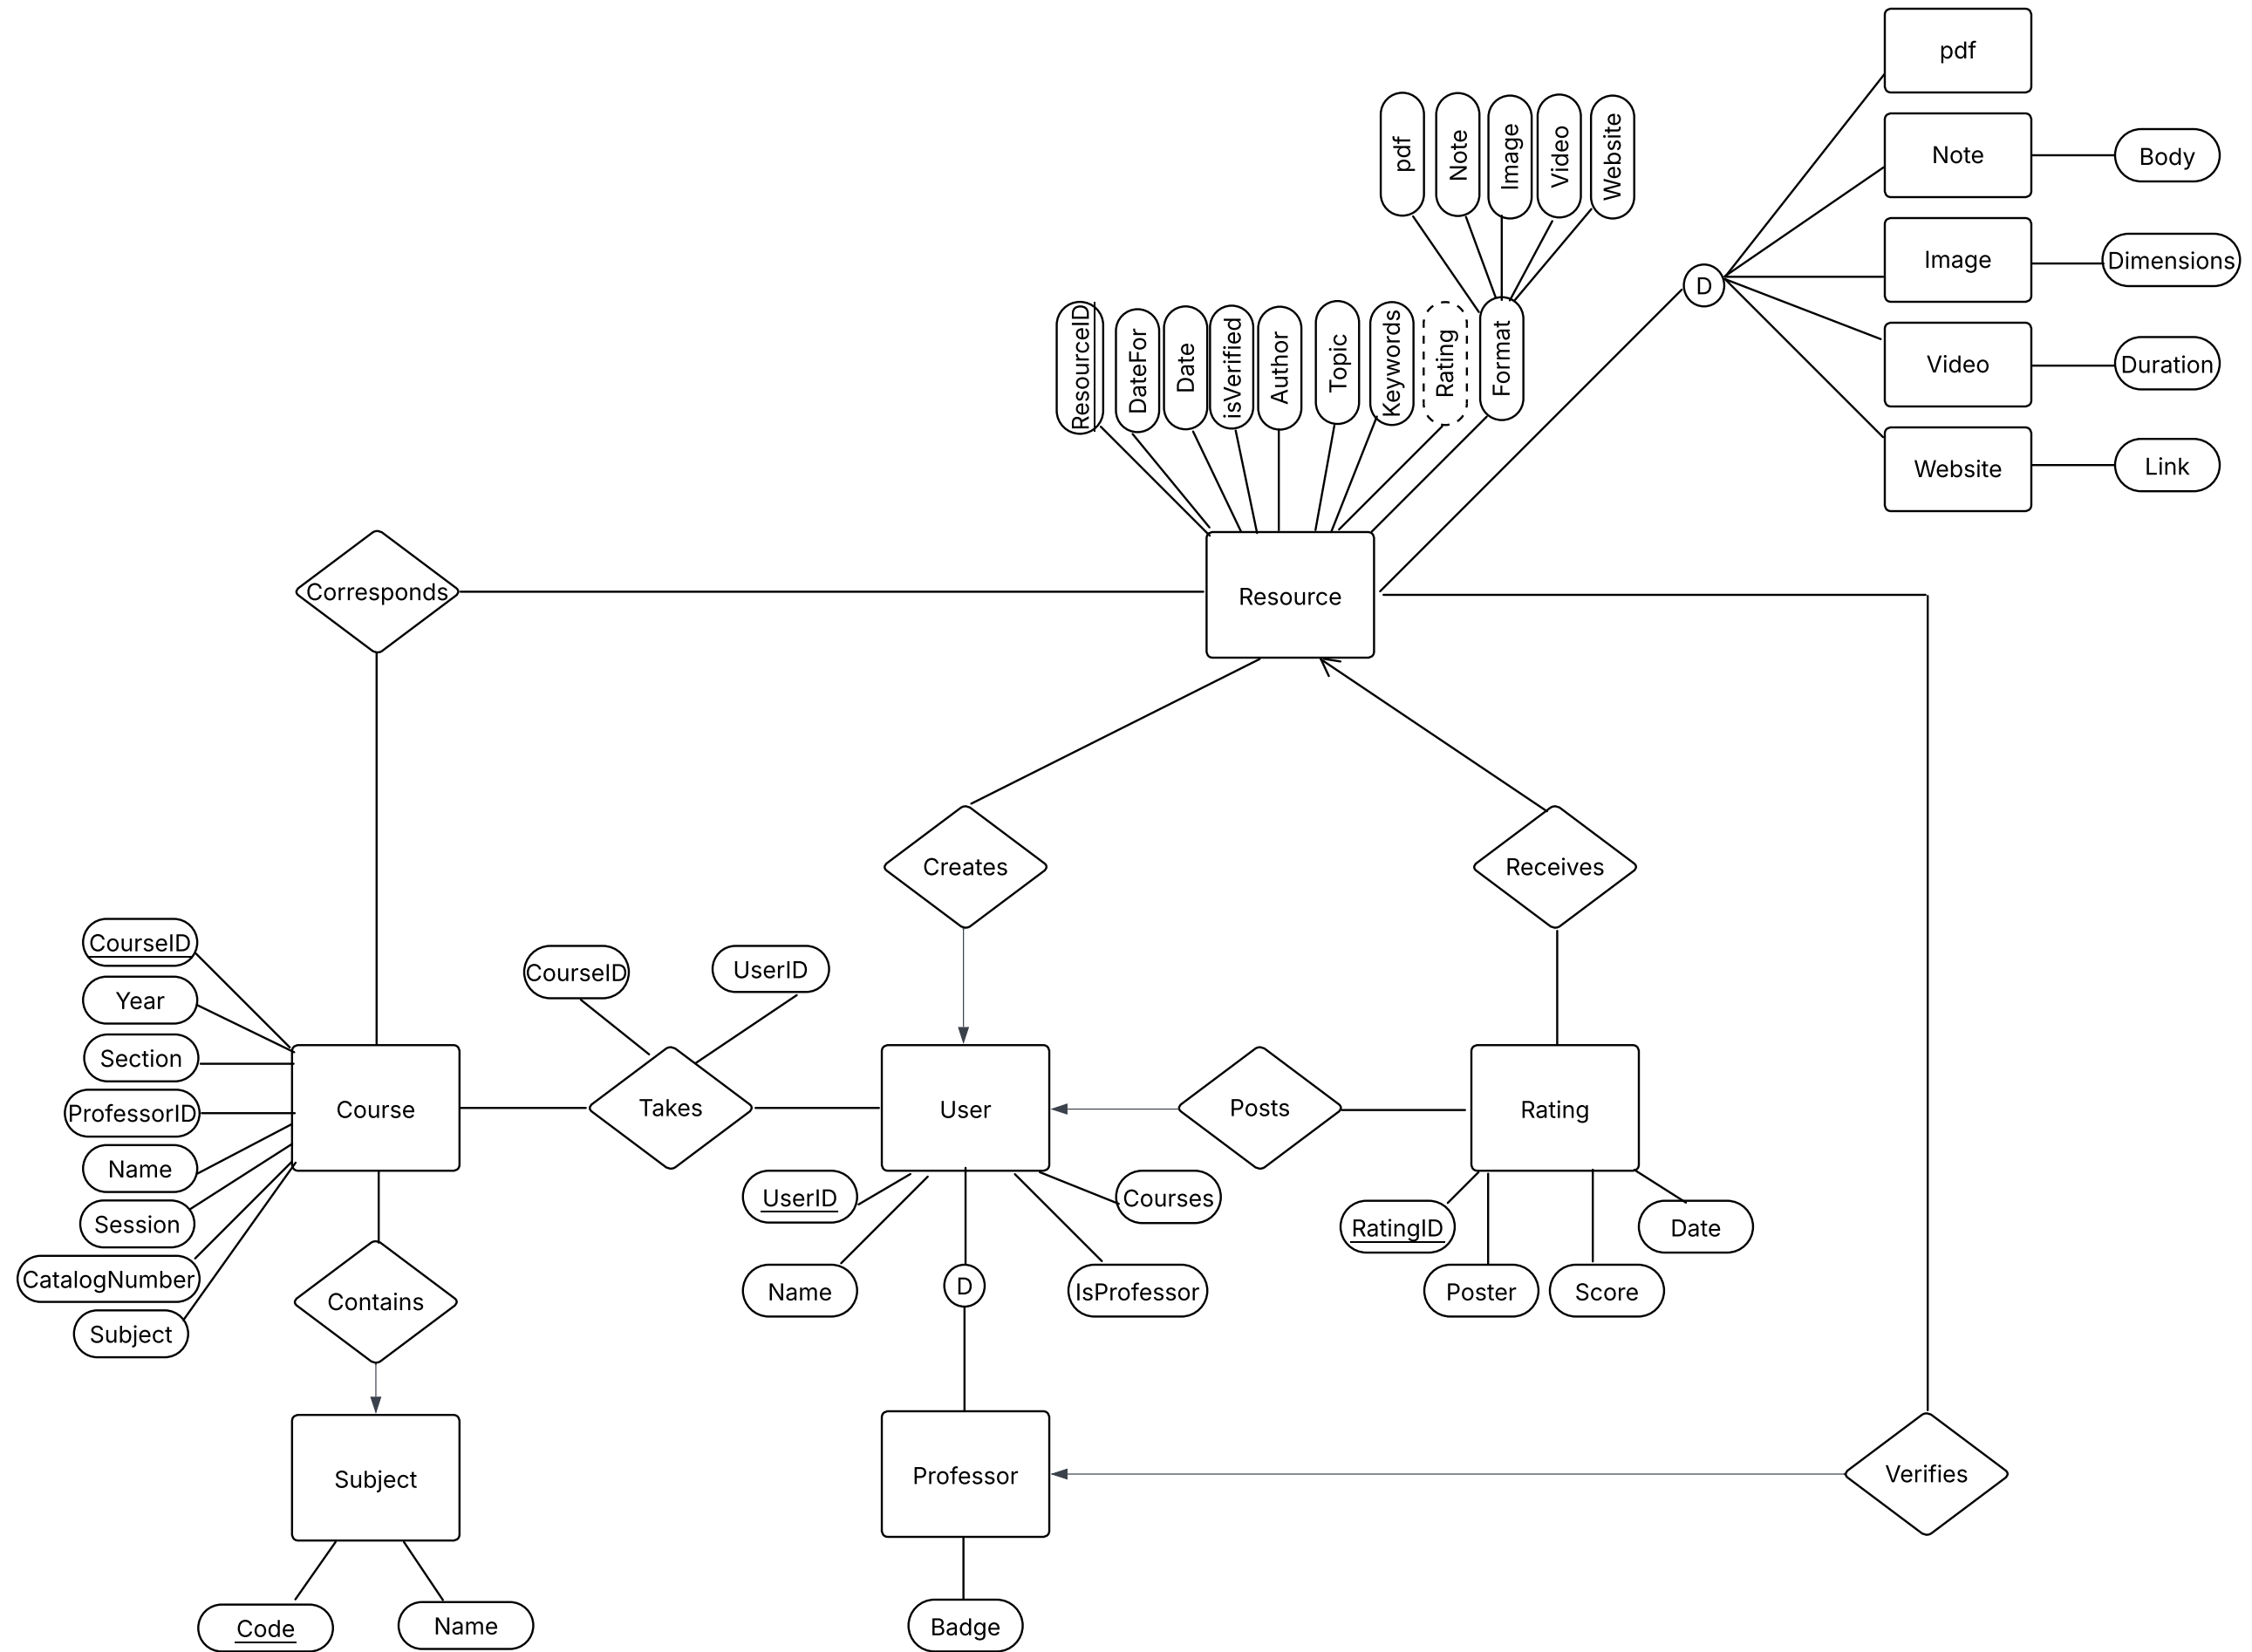 pdf
Note
Body
Image
Dimensions
Video
Duration
Website
Link
D
pdf
Note
Image
Video
Website
ResourceID
DateFor
Date
isVerified
Author
Topic
Keywords
Rating
Format
Corresponds
Resource
Creates
Receives
CourseID
Year
Section
ProfessorID
Name
Session
CatalogNumber
Subject
Course
CourseID
UserID
Takes
User
Posts
Rating
UserID
Courses
Name
D
IsProfessor
RatingID
Date
Poster
Score
Contains
Subject
Professor
Verifies
Code
Name
Badge